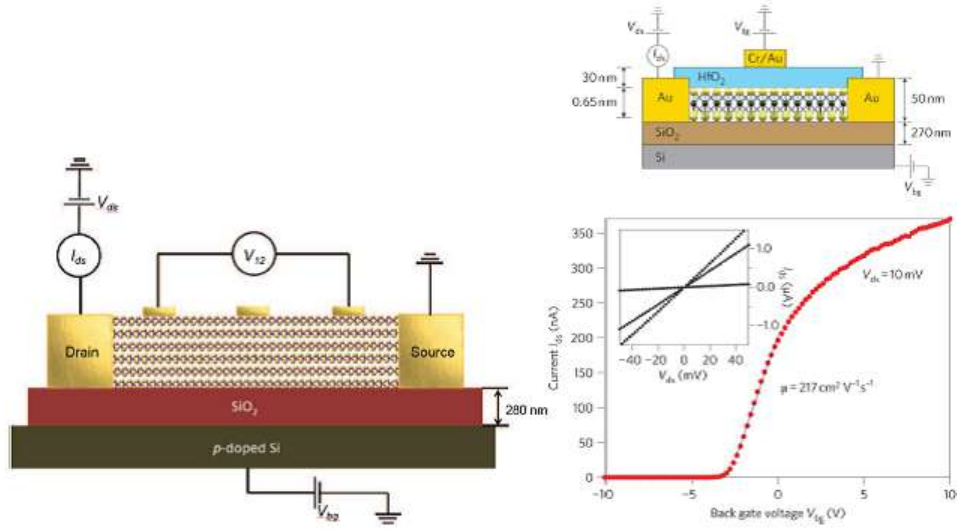 V_ds
I_ds
V_12
Drain
Source
SiO₂
280 nm
p-doped Si
V_bg
V_ds
V_tg
I_ds
Cr/Au
30 nm
HfO₂
0.65 nm
Au
Au
50 nm
SiO₂
270 nm
Si
V_bg
350
300
250
200
150
100
50
0
Current I_ds (nA)
-10
-5
0
5
10
Back gate voltage V_bg (V)
V_ds = 10 mV
μ = 217 cm² V⁻¹ s⁻¹
1.0
0.0
-1.0
I_ds (μA)
-40
-20
0
20
40
V_ds (mV)